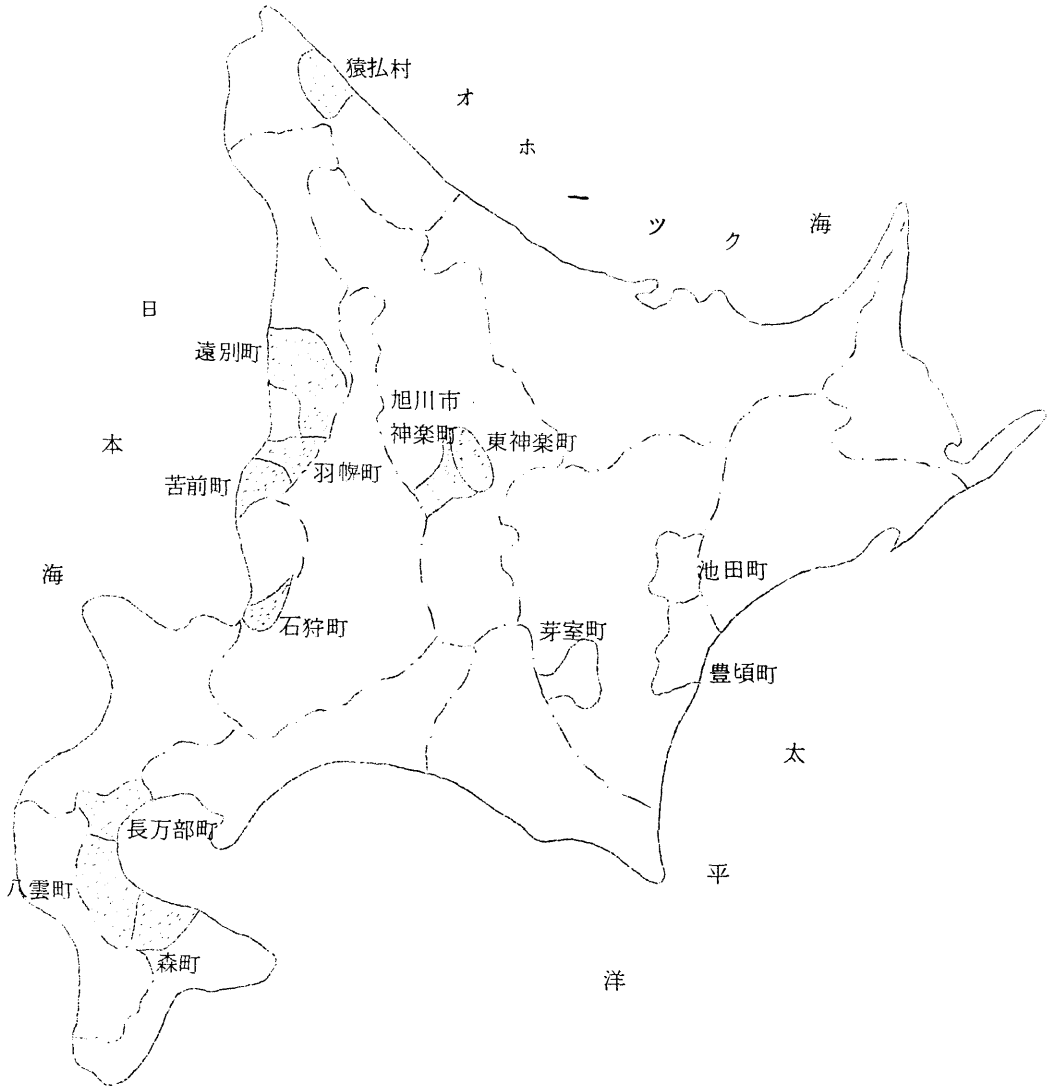 猿払村
オホーツク海
日本海
遠別町
旭川市
神楽町
東神楽町
羽幌町
苫前町
石狩町
池田町
芽室町
豊頃町
太平洋
長万部町
八雲町
森町